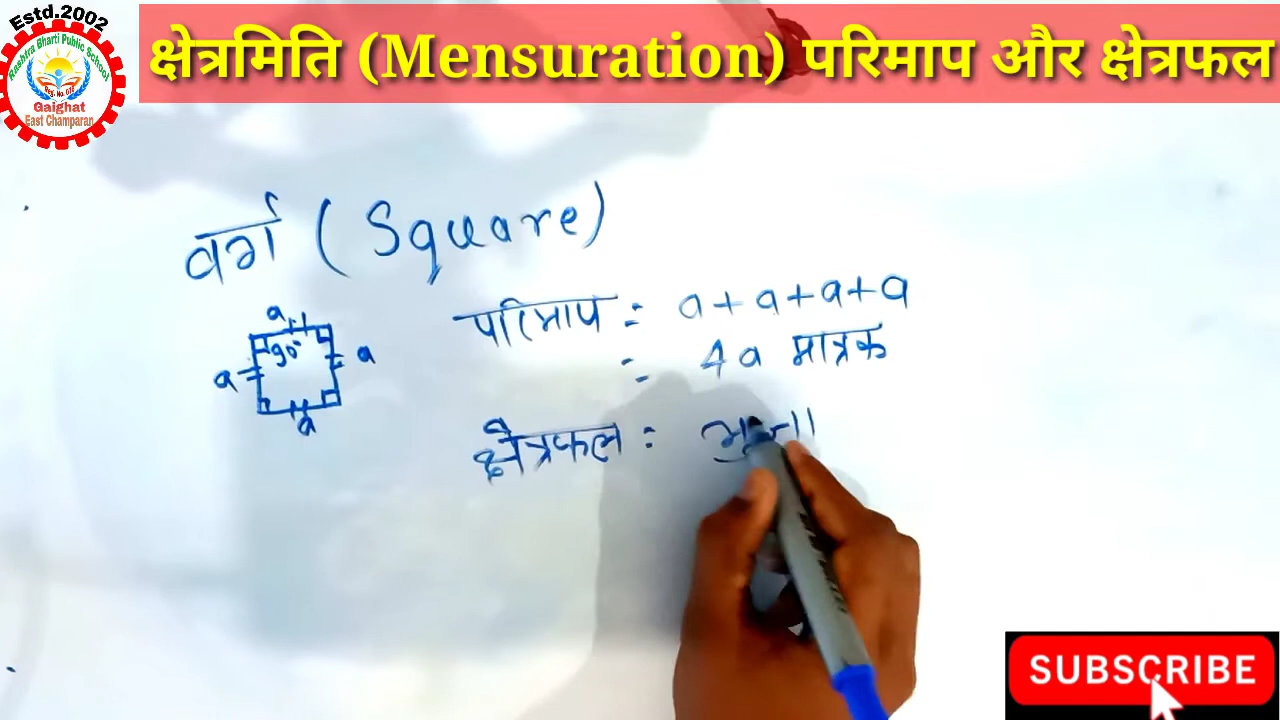 Estd.2002
Rashtra Bharti Public School
Gaighat
East Champaran
क्षेत्रमिति (Mensuration) परिमाप और क्षेत्रफल
वर्ग (Square)
a
90°
a
a
a
परिमाप = a+a+a+a
= 4a मात्रक
क्षेत्रफल = भुजा
SUBSCRIBE